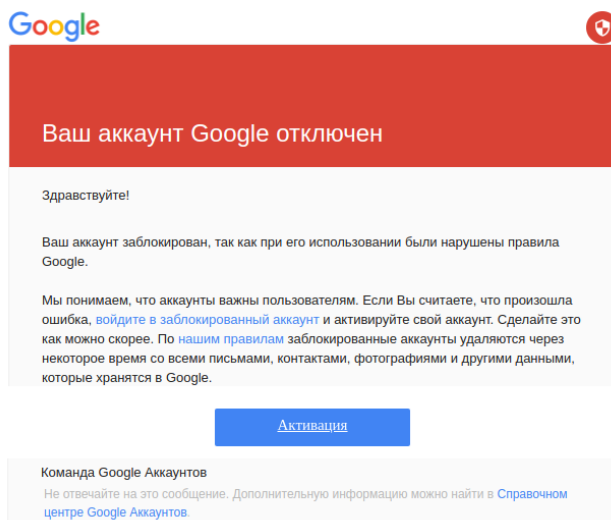 Google
Ваш аккаунт Google отключен
Здравствуйте!
Ваш аккаунт заблокирован, так как при его использовании были нарушены правила
Google.
Мы понимаем, что аккаунты важны пользователям. Если Вы считаете, что произошла
ошибка, войдите в заблокированный аккаунт и активируйте свой аккаунт. Сделайте это
как можно скорее. По нашим правилам заблокированные аккаунты удаляются через
некоторое время со всеми письмами, контактами, фотографиями и другими данными,
которые хранятся в Google.
Активация
Команда Google Аккаунтов
Не отвечайте на это сообщение. Дополнительную информацию можно найти в Справочном
центре Google Аккаунтов.